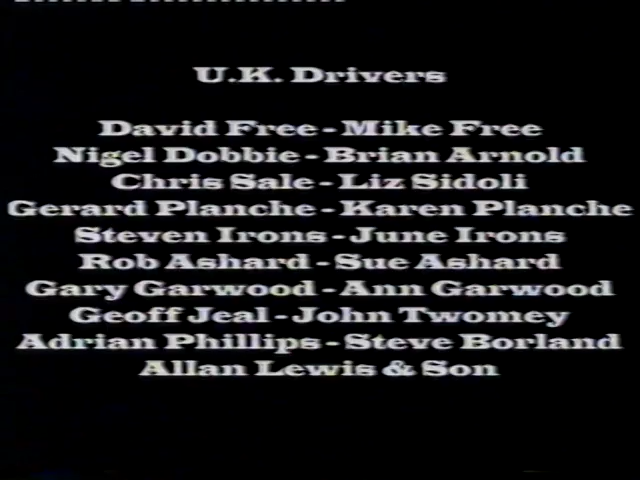 U.K. Drivers
David Free - Mike Free
Nigel Dobbie - Brian Arnold
Chris Sale - Liz Sidoli
Gerard Planche - Karen Planche
Steven Irons - June Irons
Rob Ashard - Sue Ashard
Gary Garwood - Ann Garwood
Geoff Jeal - John Twomey
Adrian Phillips - Steve Borland
Allan Lewis & Son